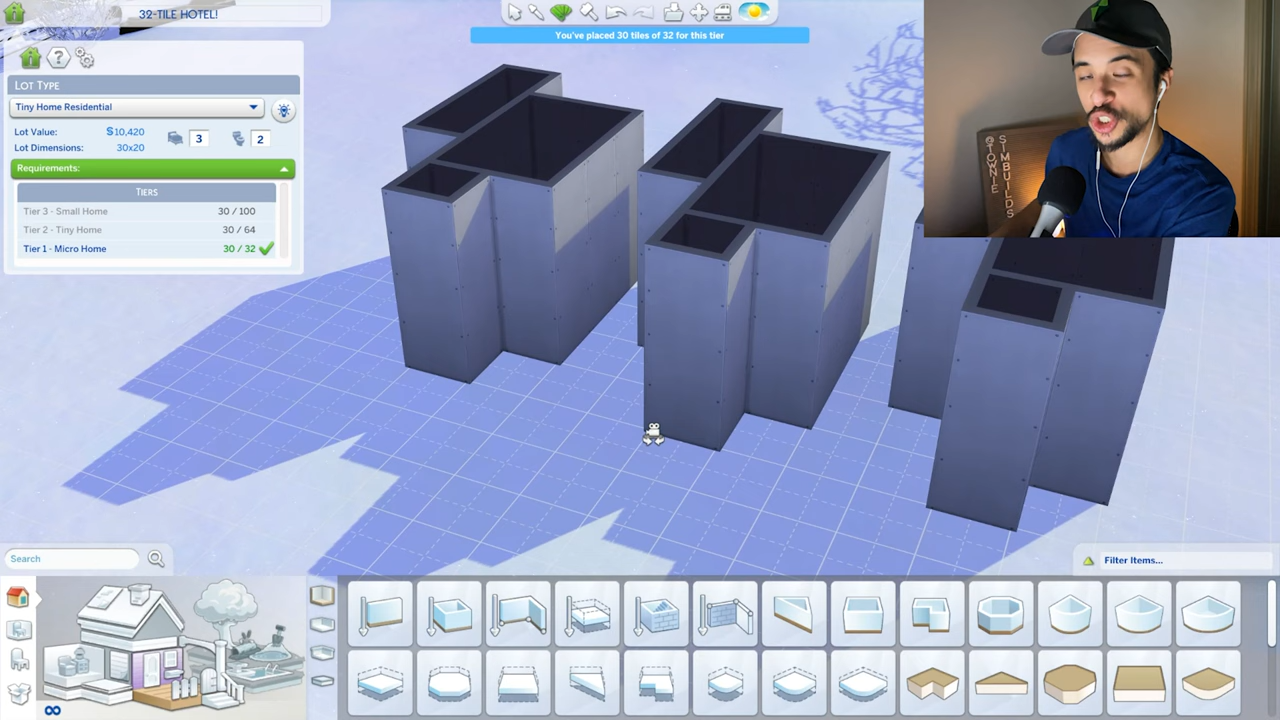 32-TILE HOTEL!
You've placed 30 tiles of 32 for this tier
LOT TYPE
Tiny Home Residential
Lot Value: §10,420 3 2
Lot Dimensions: 30x20
Requirements:
TIERS
Tier 3 - Small Home 30 / 100
Tier 2 - Tiny Home 30 / 64
Tier 1 - Micro Home 30 / 32
@TOWNIE
SIMBUILDS
Search
Filter Items...